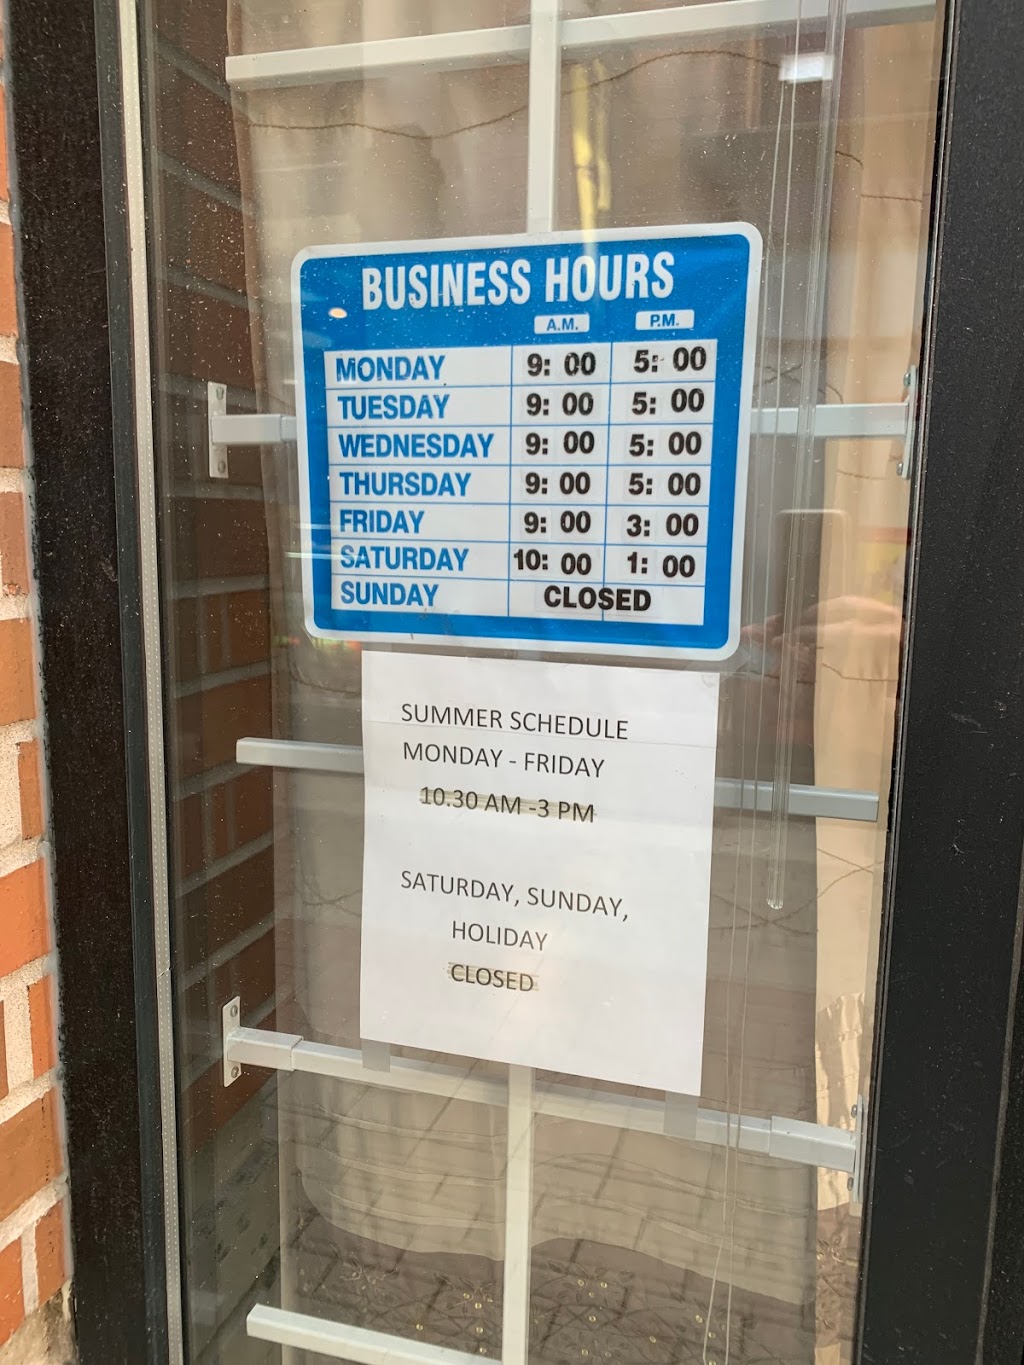 BUSINESS HOURS
A.M. P.M.
MONDAY 9: 00 5: 00
TUESDAY 9: 00 5: 00
WEDNESDAY 9: 00 5: 00
THURSDAY 9: 00 5: 00
FRIDAY 9: 00 3: 00
SATURDAY 10: 00 1: 00
SUNDAY CLOSED
SUMMER SCHEDULE
MONDAY - FRIDAY
10.30 AM -3 PM
SATURDAY, SUNDAY,
HOLIDAY
CLOSED